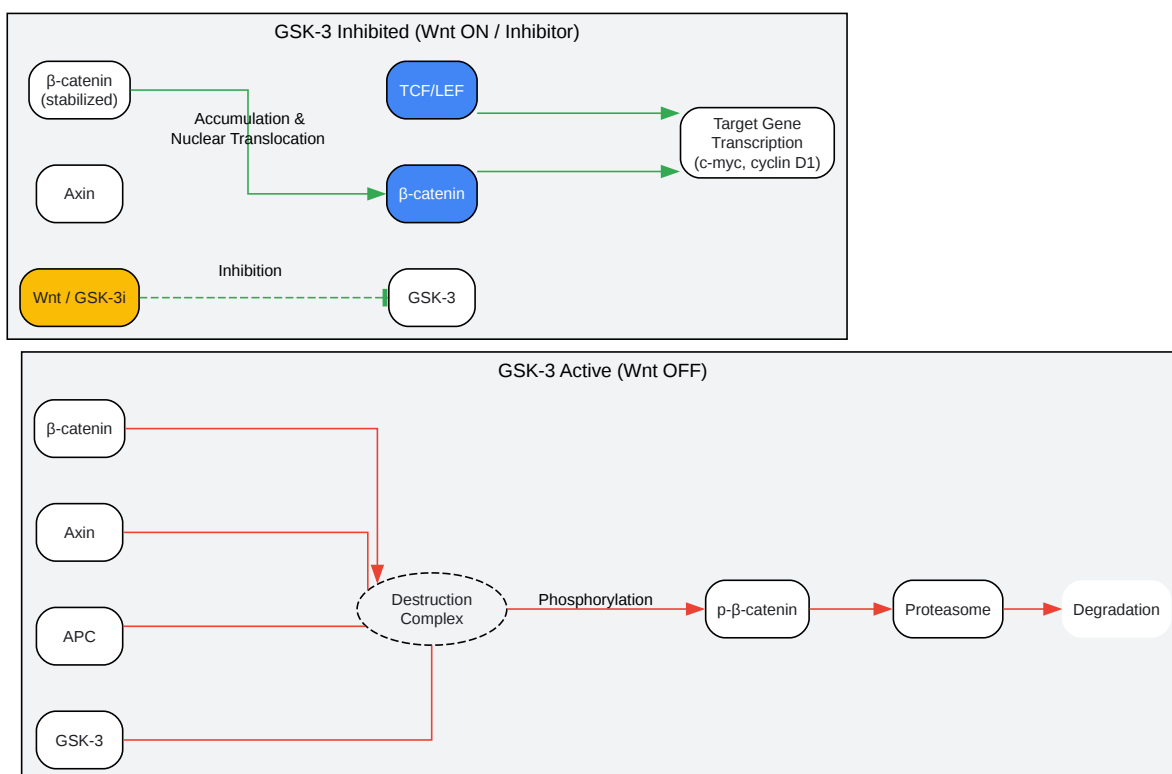 GSK-3 Inhibited (Wnt ON / Inhibitor)
β-catenin
(stabilized)
TCF/LEF
Accumulation &
Nuclear Translocation
Target Gene
Transcription
(c-myc, cyclin D1)
Axin
β-catenin
Wnt / GSK-3i
Inhibition
GSK-3
GSK-3 Active (Wnt OFF)
β-catenin
Axin
Destruction
Complex
Phosphorylation
p-β-catenin
Proteasome
Degradation
APC
GSK-3